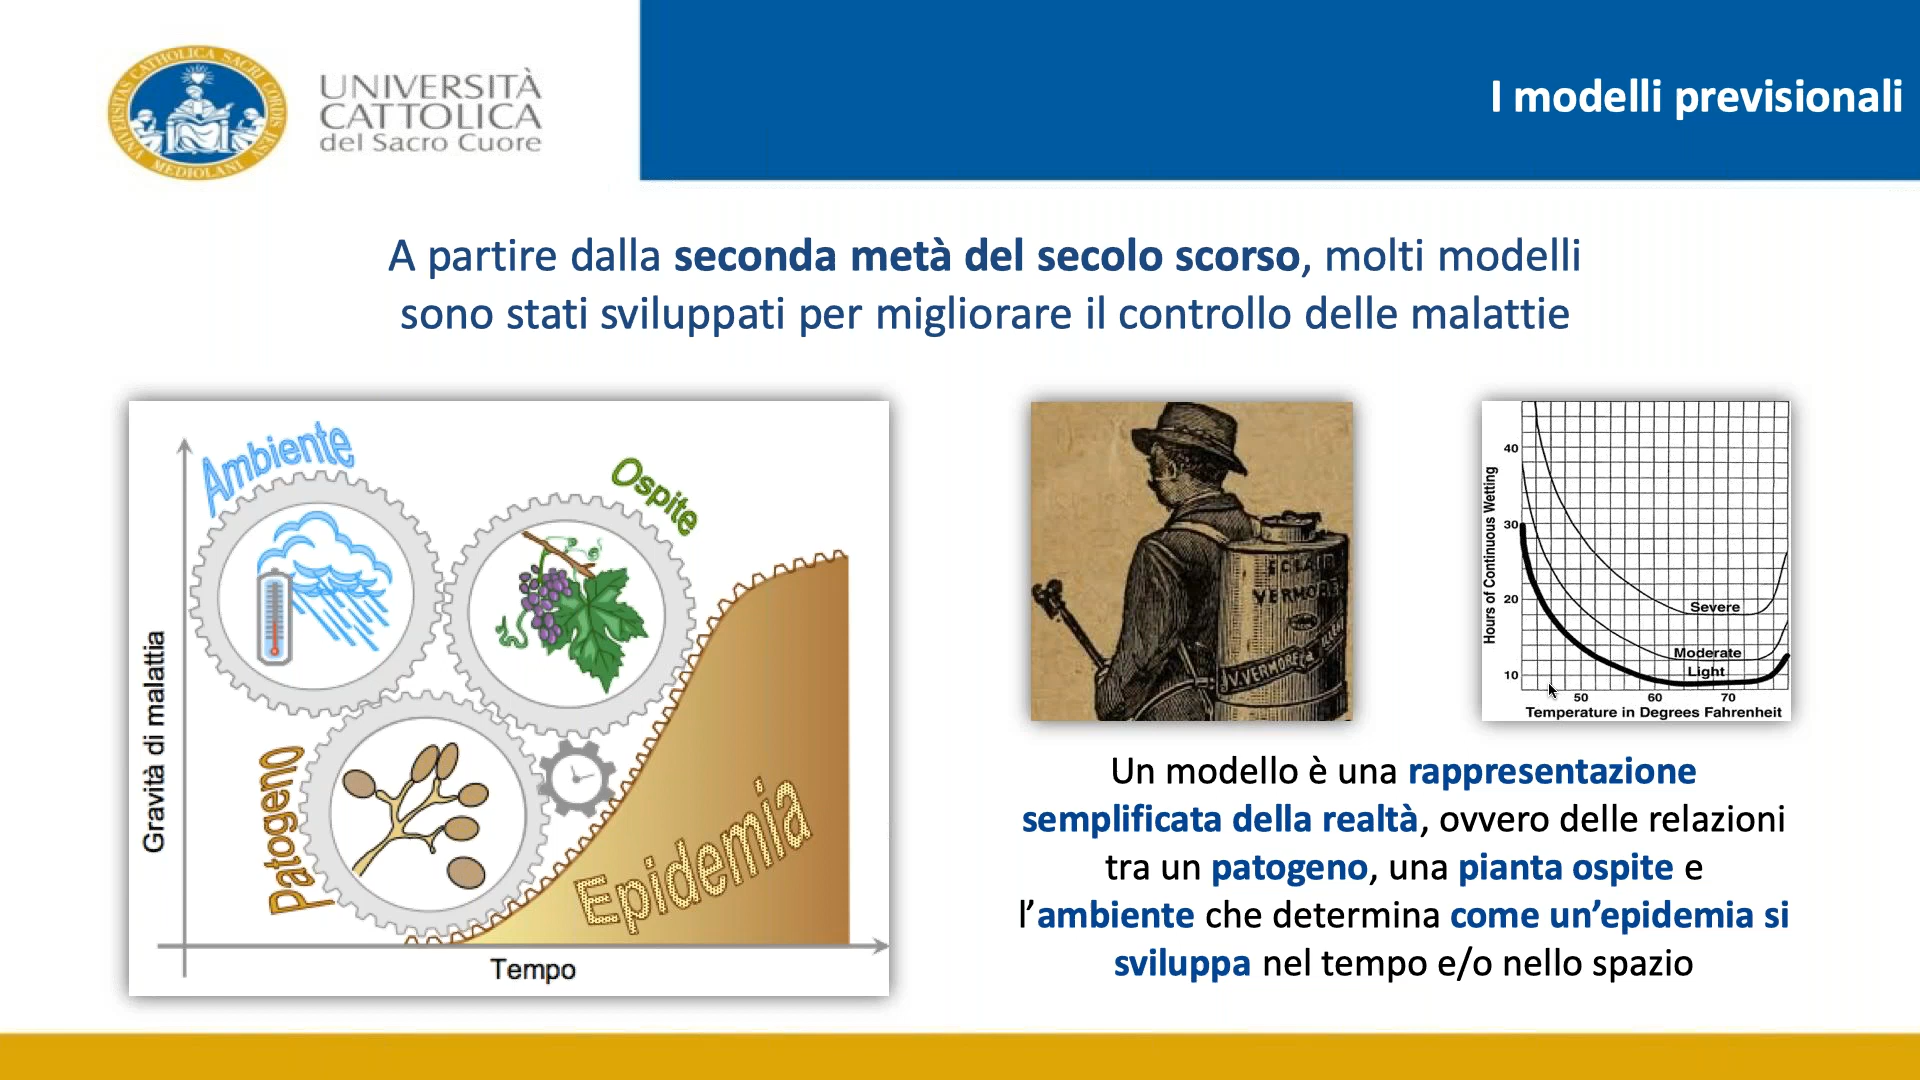 UNIVERSITÀ
CATTOLICA
del Sacro Cuore
I modelli previsionali
A partire dalla seconda metà del secolo scorso, molti modelli
sono stati sviluppati per migliorare il controllo delle malattie
Gravità di malattia
Ambiente
Ospite
Patogeno
Epidemia
Tempo
ECLAIR
VERMOREL
V.VERMOREL
Hours of Continuous Wetting
40
30
20
10
Severe
Moderate
Light
50 60 70
Temperature in Degrees Fahrenheit
Un modello è una rappresentazione
semplificata della realtà, ovvero delle relazioni
tra un patogeno, una pianta ospite e
l’ambiente che determina come un’epidemia si
sviluppa nel tempo e/o nello spazio